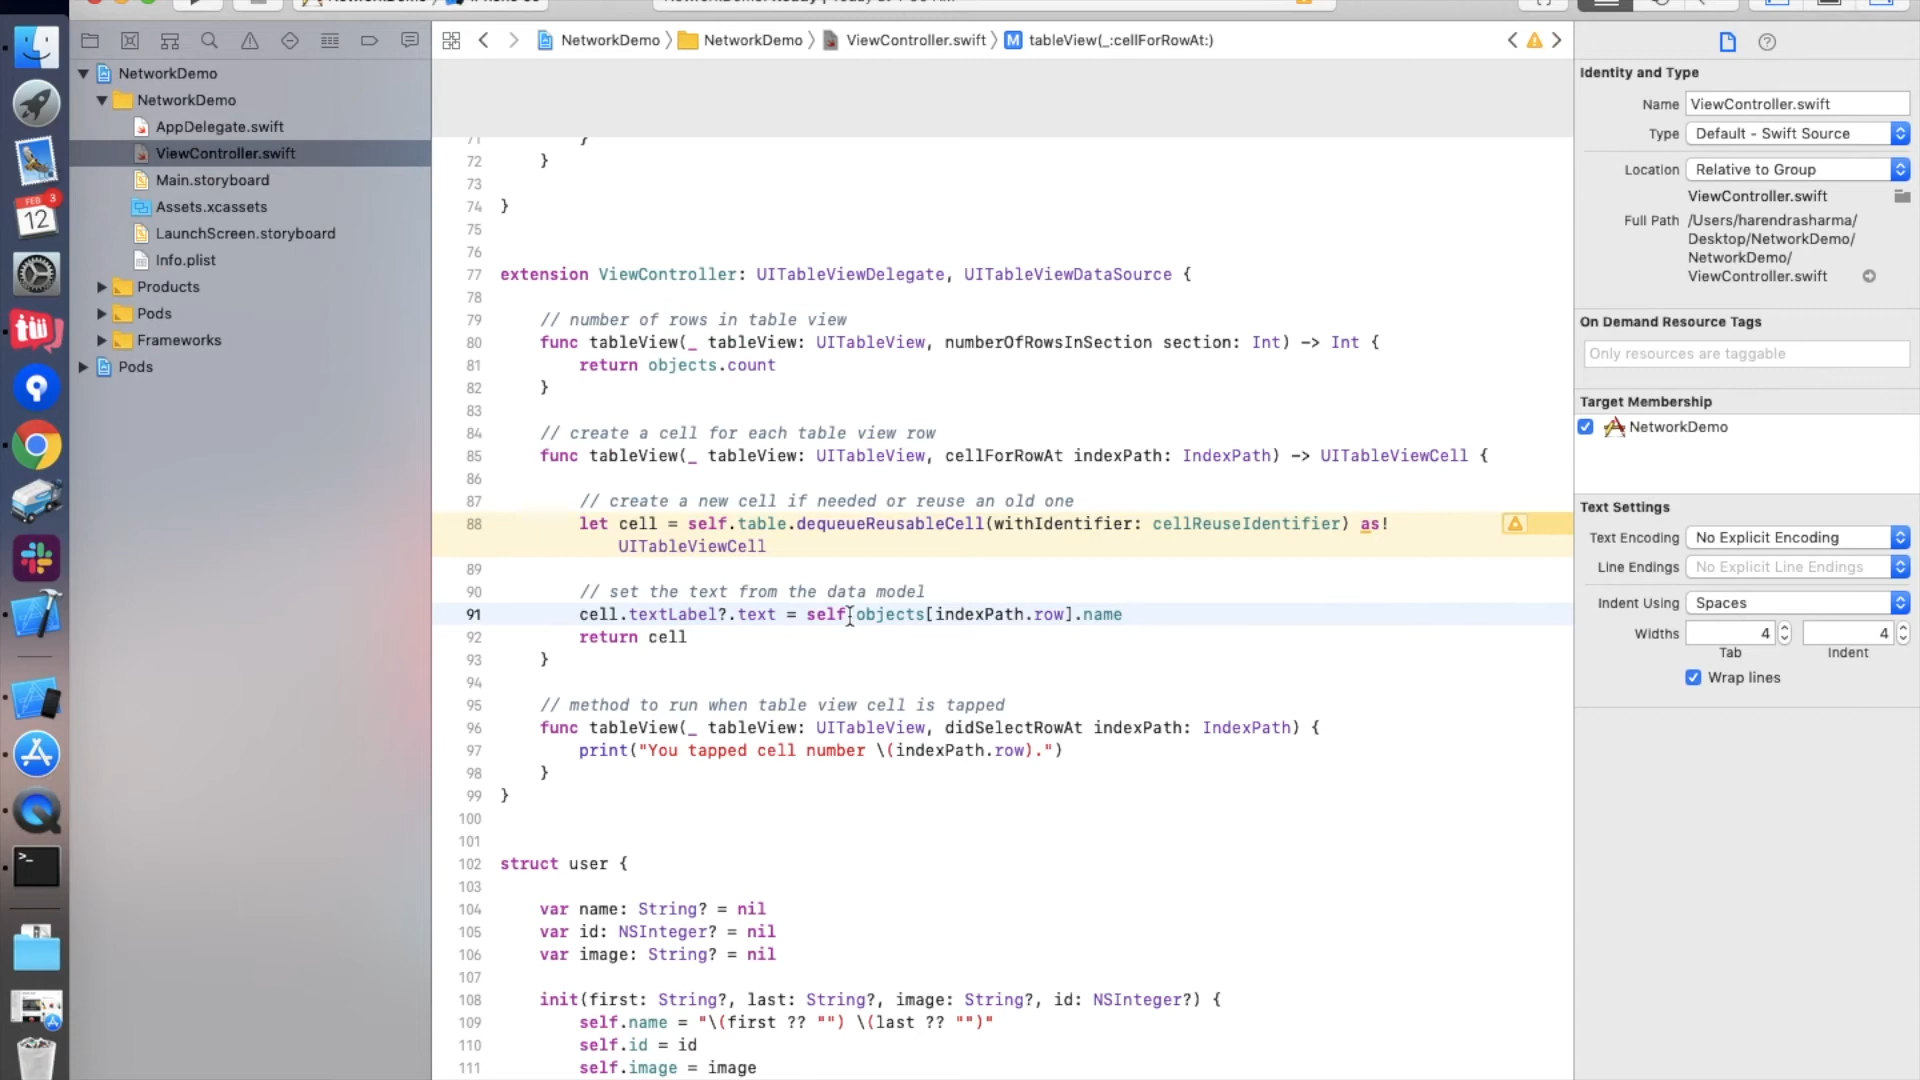 NetworkDemo
NetworkDemo
AppDelegate.swift
ViewController.swift
Main.storyboard
Assets.xcassets
LaunchScreen.storyboard
Info.plist
Products
Pods
Frameworks
Pods
FEB 3
12
NetworkDemo NetworkDemo ViewController.swift M tableView(_:cellForRowAt:)
71 }
72 }
73
74 }
75
76
77 extension ViewController: UITableViewDelegate, UITableViewDataSource {
78
79 // number of rows in table view
80 func tableView(_ tableView: UITableView, numberOfRowsInSection section: Int) -> Int {
81 return objects.count
82 }
83
84 // create a cell for each table view row
85 func tableView(_ tableView: UITableView, cellForRowAt indexPath: IndexPath) -> UITableViewCell {
86
87 // create a new cell if needed or reuse an old one
88 let cell = self.table.dequeueReusableCell(withIdentifier: cellReuseIdentifier) as!
UITableViewCell
89
90 // set the text from the data model
91 cell.textLabel?.text = self.objects[indexPath.row].name
92 return cell
93 }
94
95 // method to run when table view cell is tapped
96 func tableView(_ tableView: UITableView, didSelectRowAt indexPath: IndexPath) {
97 print("You tapped cell number \(indexPath.row).")
98 }
99 }
100
101
102 struct user {
103
104 var name: String? = nil
105 var id: NSInteger? = nil
106 var image: String? = nil
107
108 init(first: String?, last: String?, image: String?, id: NSInteger?) {
109 self.name = "\(first ?? "") \(last ?? "")"
110 self.id = id
111 self.image = image
Identity and Type
Name ViewController.swift
Type Default - Swift Source
Location Relative to Group
ViewController.swift
Full Path /Users/harendrasharma/
Desktop/NetworkDemo/
NetworkDemo/
ViewController.swift
On Demand Resource Tags
Only resources are taggable
Target Membership
NetworkDemo
Text Settings
Text Encoding No Explicit Encoding
Line Endings No Explicit Line Endings
Indent Using Spaces
Widths 4 4
Tab Indent
Wrap lines